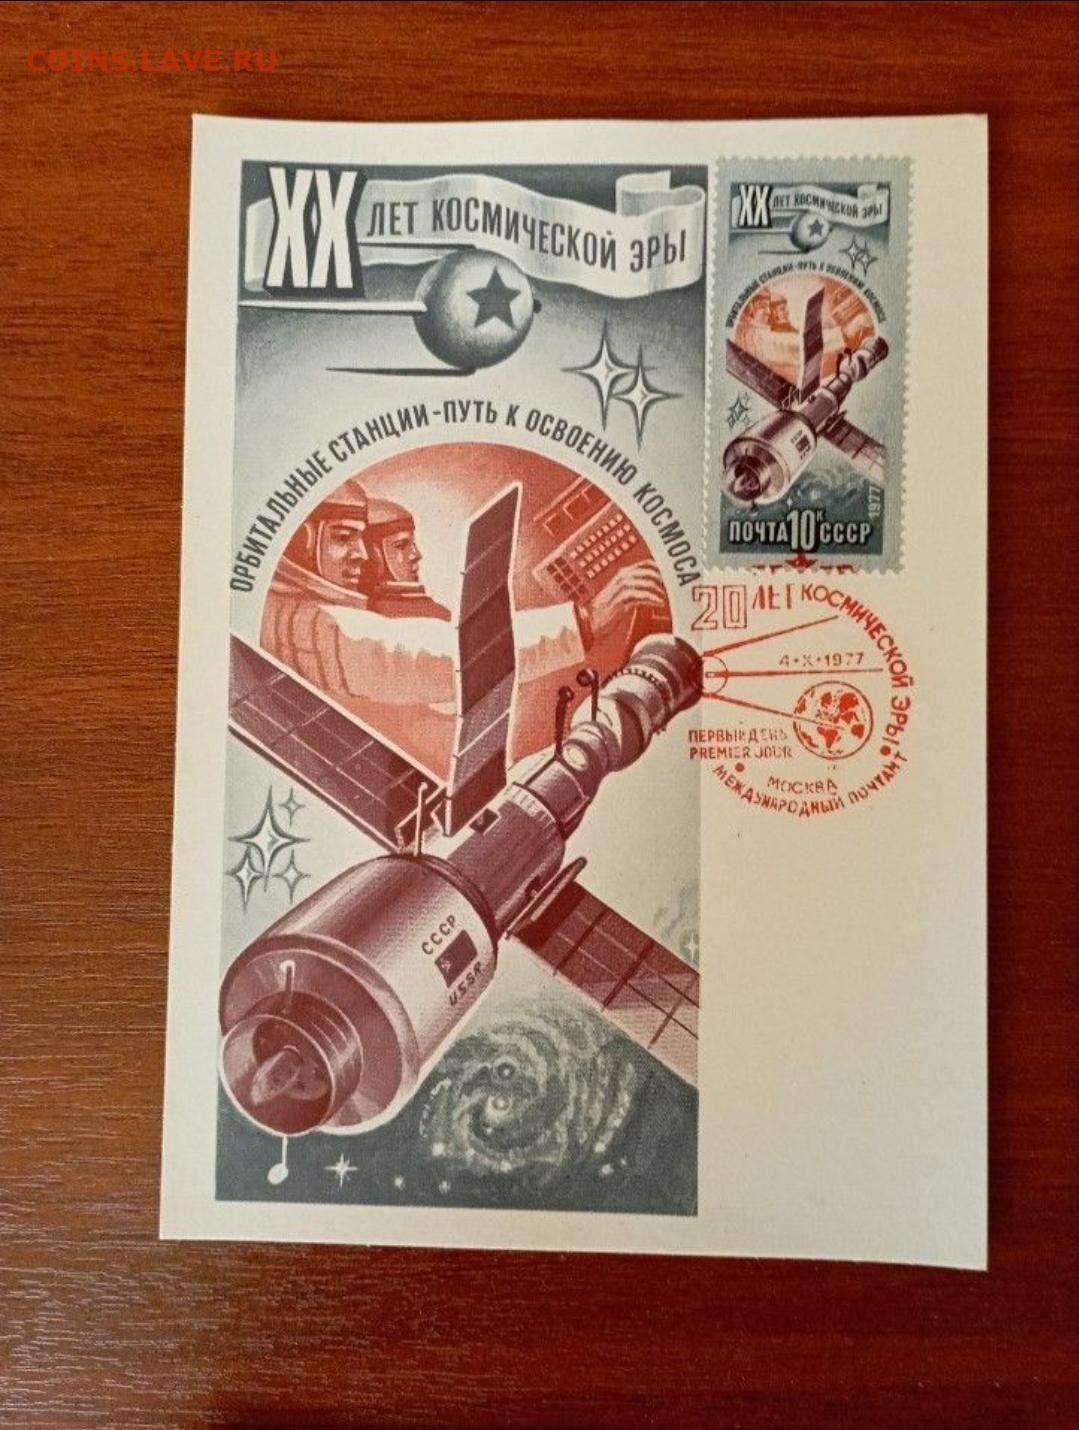 COINS.LAVE.RU
XX ЛЕТ КОСМИЧЕСКОЙ ЭРЫ
ОРБИТАЛЬНЫЕ СТАНЦИИ-ПУТЬ К ОСВОЕНИЮ КОСМОСА
СССР
USSR
XX ЛЕТ КОСМИЧЕСКОЙ ЭРЫ
ОРБИТАЛЬНЫЕ СТАНЦИИ-ПУТЬ К ОСВОЕНИЮ КОСМОСА
1977
ПОЧТА 10К СССР
20 ЛЕТ КОСМИЧЕСКОЙ ЭРЫ
4•X•1977
ПЕРВЫЙ ДЕНЬ
PREMIER JOUR
МОСКВА
МЕЖДУНАРОДНЫЙ ПОЧТАМТ